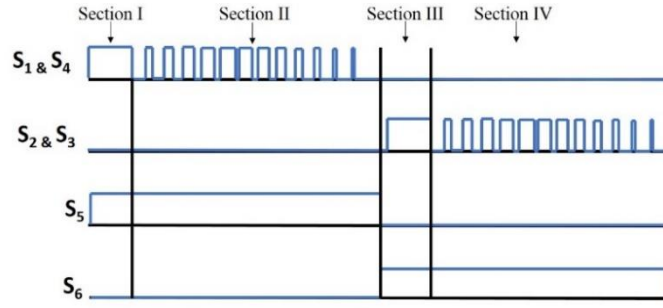 Section I Section II Section III Section IV
S1 & S4
S2 & S3
S5
S6